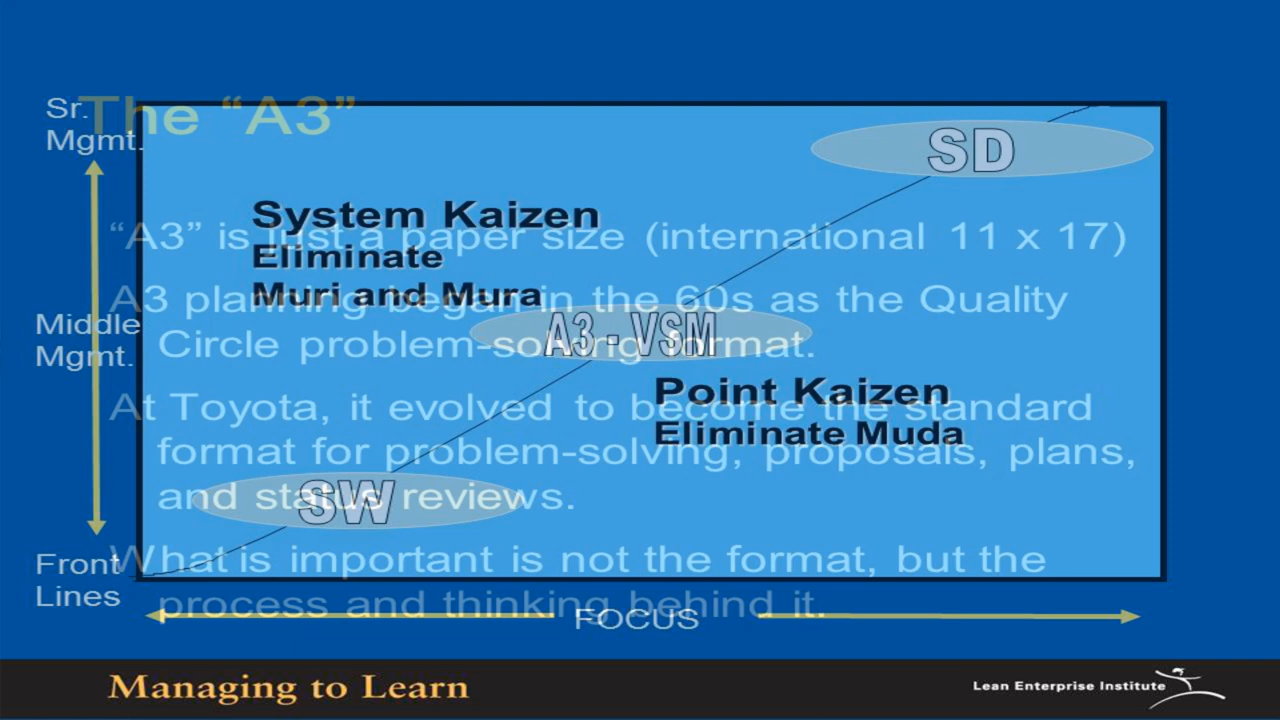 The “A3”
“A3” is just a paper size (international 11 x 17)
A3 planning began in the 60s as the Quality
Circle problem-solving format.
At Toyota, it evolved to become the standard
format for problem-solving, proposals, plans,
and status reviews.
What is important is not the format, but the
process and thinking behind it.
Sr.
Mgmt.
Middle
Mgmt.
Front
Lines
SD
System Kaizen
Eliminate
Muri and Mura
A3 - VSM
Point Kaizen
Eliminate Muda
SW
FOCUS
Managing to Learn
Lean Enterprise Institute